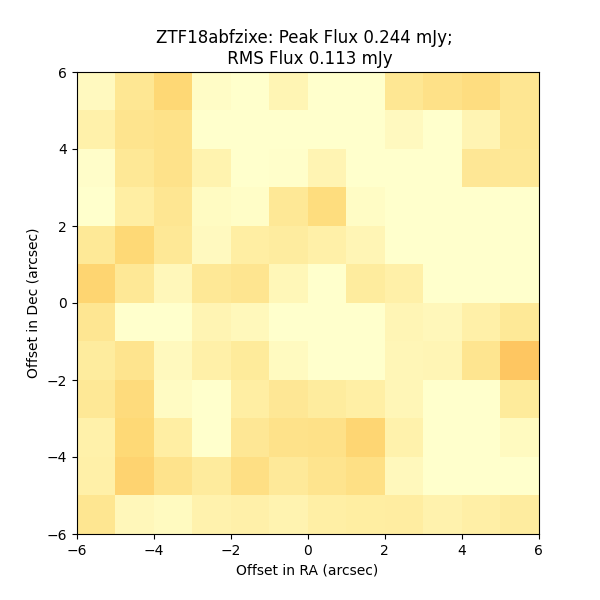 ZTF18abfzixe: Peak Flux 0.244 mJy;
RMS Flux 0.113 mJy
6
4
2
0
−2
−4
−6
Offset in Dec (arcsec)
−6 −4 −2 0 2 4 6
Offset in RA (arcsec)